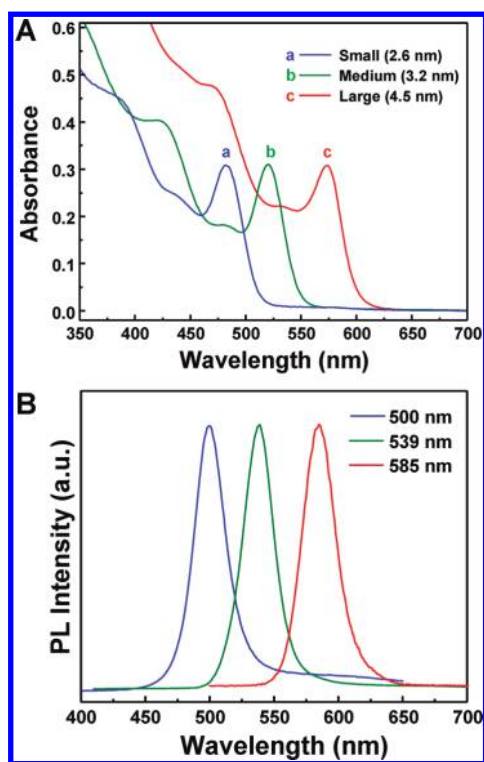 A
a Small (2.6 nm)
b Medium (3.2 nm)
c Large (4.5 nm)
a b c
Absorbance
0.6
0.5
0.4
0.3
0.2
0.1
0.0
350 400 450 500 550 600 650 700
Wavelength (nm)
B
500 nm
539 nm
585 nm
PL Intensity (a.u.)
400 450 500 550 600 650 700
Wavelength (nm)